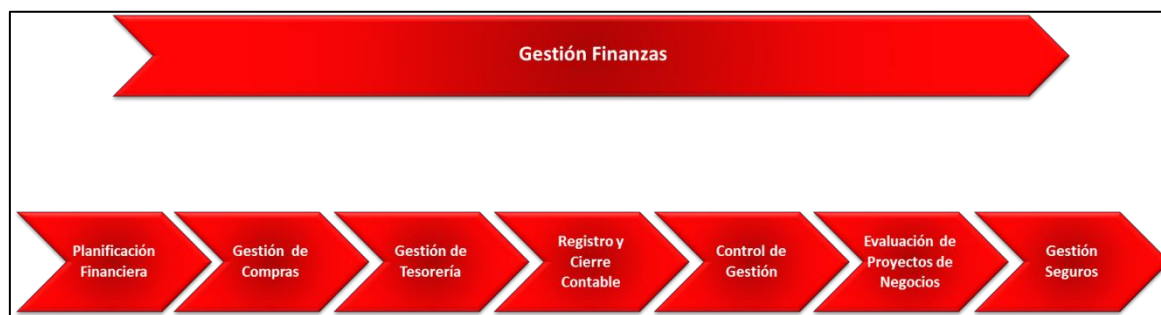 Gestión Finanzas
Planificación
Financiera
Gestión de
Compras
Gestión de
Tesorería
Registro y
Cierre
Contable
Control de
Gestión
Evaluación de
Proyectos de
Negocios
Gestión
Seguros